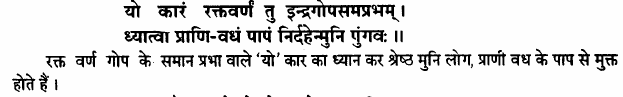 यो कारं रक्तवर्णं तु इन्द्रगोपसमप्रभम् ।
ध्यात्वा प्राणि-वधं पापं निर्दहेन्मुनि पुंगवः ।।
रक्त वर्ण गोप के समान प्रभा वाले ‘यो’ कार का ध्यान कर श्रेष्ठ मुनि लोग, प्राणी वध के पाप से मुक्त
होते हैं ।